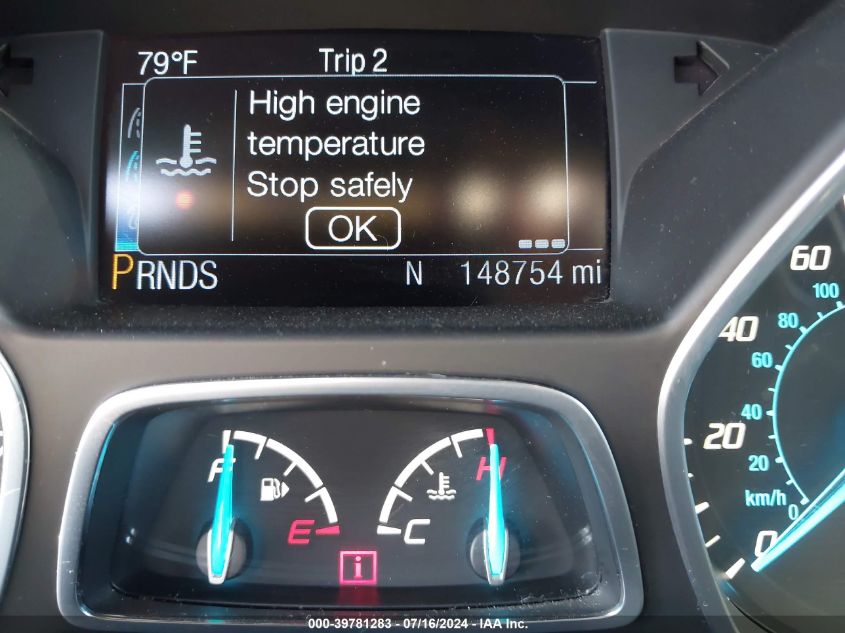 79°F Trip 2
High engine
temperature
Stop safely
OK
PRNDS N 148754 mi
60
100
40 80
60
F H
20 40
20
km/h
E C
0
i
0
000-39781283 - 07/16/2024 - IAA Inc.